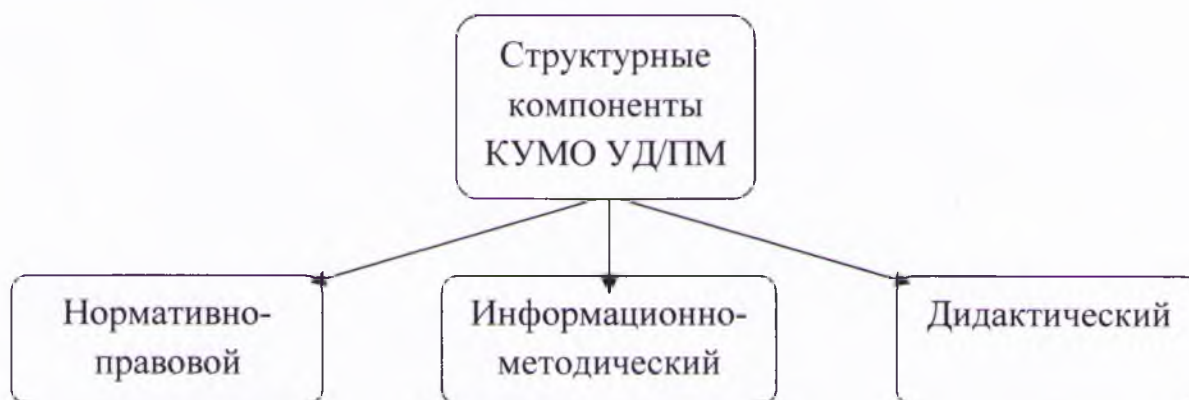 Структурные
компоненты
КУМО УД/ПМ
Нормативно-
правовой
Информационно-
методический
Дидактический